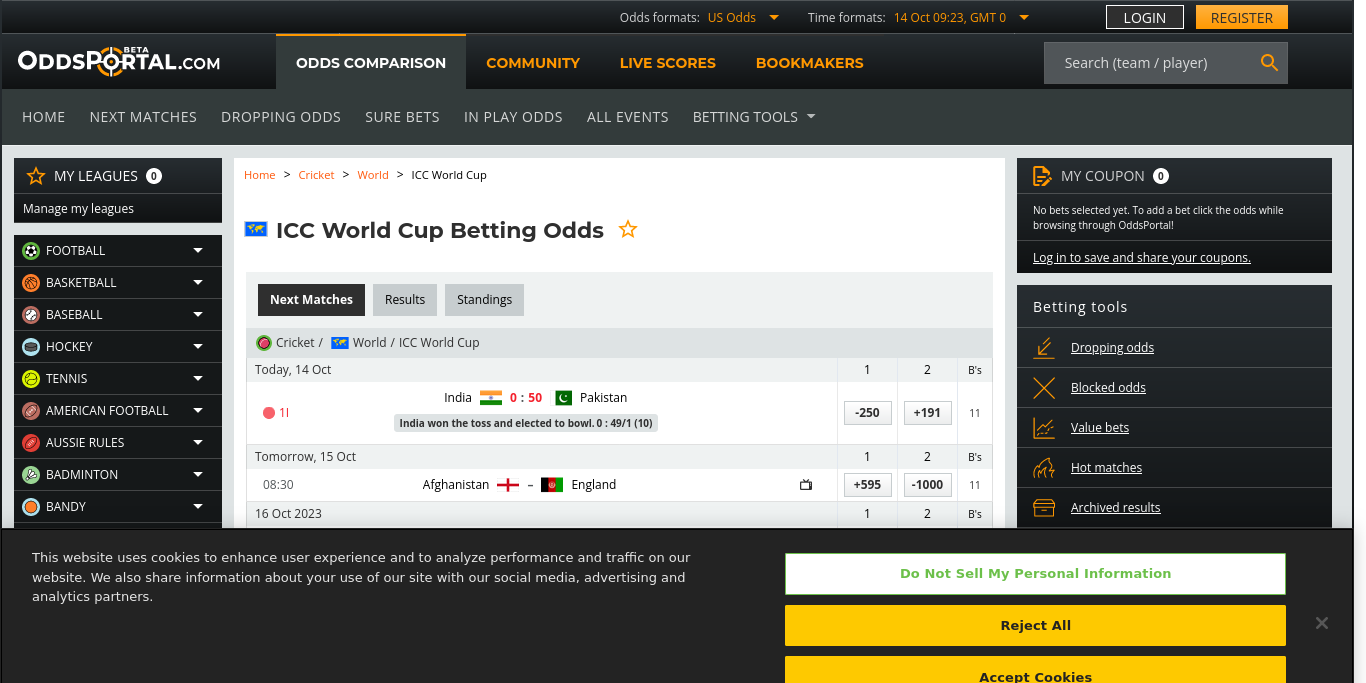 Odds formats: US Odds Time formats: 14 Oct 09:23, GMT 0 LOGIN REGISTER
ODDSPORTAL.COM BETA ODDS COMPARISON COMMUNITY LIVE SCORES BOOKMAKERS Search (team / player)
HOME NEXT MATCHES DROPPING ODDS SURE BETS IN PLAY ODDS ALL EVENTS BETTING TOOLS
MY LEAGUES 0
Manage my leagues
FOOTBALL
BASKETBALL
BASEBALL
HOCKEY
TENNIS
AMERICAN FOOTBALL
AUSSIE RULES
BADMINTON
BANDY
Home > Cricket > World > ICC World Cup
ICC World Cup Betting Odds
Next Matches Results Standings
Cricket / World / ICC World Cup
Today, 14 Oct 1 2 B's
India 0 : 50 Pakistan
1I -250 +191 11
India won the toss and elected to bowl. 0 : 49/1 (10)
Tomorrow, 15 Oct 1 2 B's
08:30 Afghanistan – England +595 -1000 11
16 Oct 2023 1 2 B's
MY COUPON 0
No bets selected yet. To add a bet click the odds while
browsing through OddsPortal!
Log in to save and share your coupons.
Betting tools
Dropping odds
Blocked odds
Value bets
Hot matches
Archived results
This website uses cookies to enhance user experience and to analyze performance and traffic on our
website. We also share information about your use of our site with our social media, advertising and
analytics partners.
Do Not Sell My Personal Information
Reject All
Accept Cookies